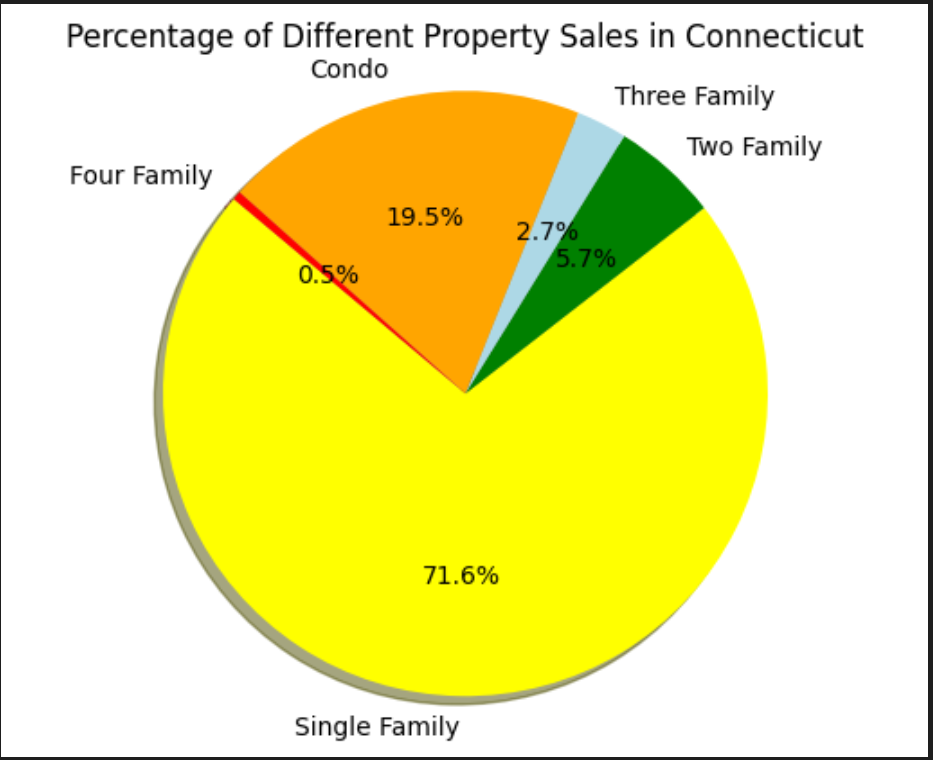 Percentage of Different Property Sales in Connecticut
Condo
Three Family
Two Family
Four Family
19.5%
2.7%
5.7%
0.5%
71.6%
Single Family